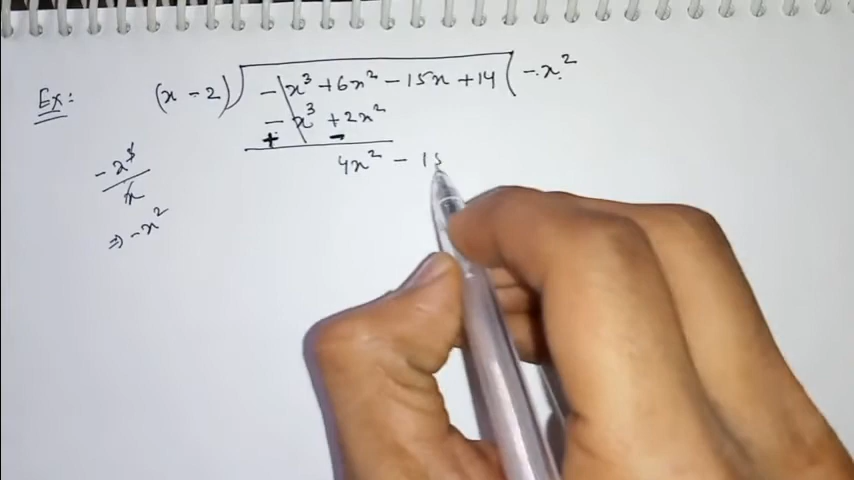 Ex: (x - 2) ) - x³ + 6x² - 15x + 14 ( - x²
- x³ + 2x²
+ -
4x² - 15
- x³ / x
⇒ - x²